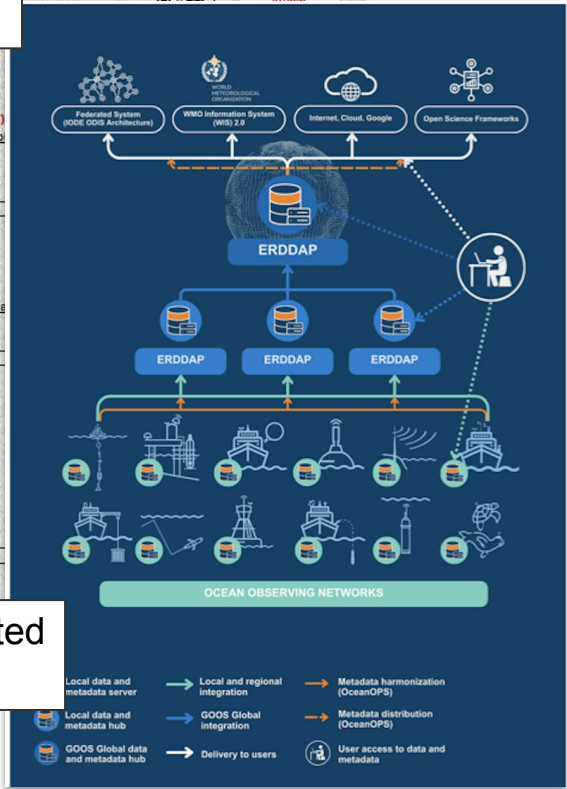 WORLD
METEOROLOGICAL
ORGANIZATION
Federated System
(IODE ODIS Architecture)
WMO Information System
(WIS) 2.0
Internet, Cloud, Google
Open Science Frameworks
ERDDAP
ERDDAP
ERDDAP
ERDDAP
OCEAN OBSERVING NETWORKS
ted
Local data and
metadata server
Local and regional
integration
Metadata harmonization
(OceanOPS)
Local data and
metadata hub
GOOS Global
integration
Metadata distribution
(OceanOPS)
GOOS Global data
and metadata hub
Delivery to users
User access to data and
metadata